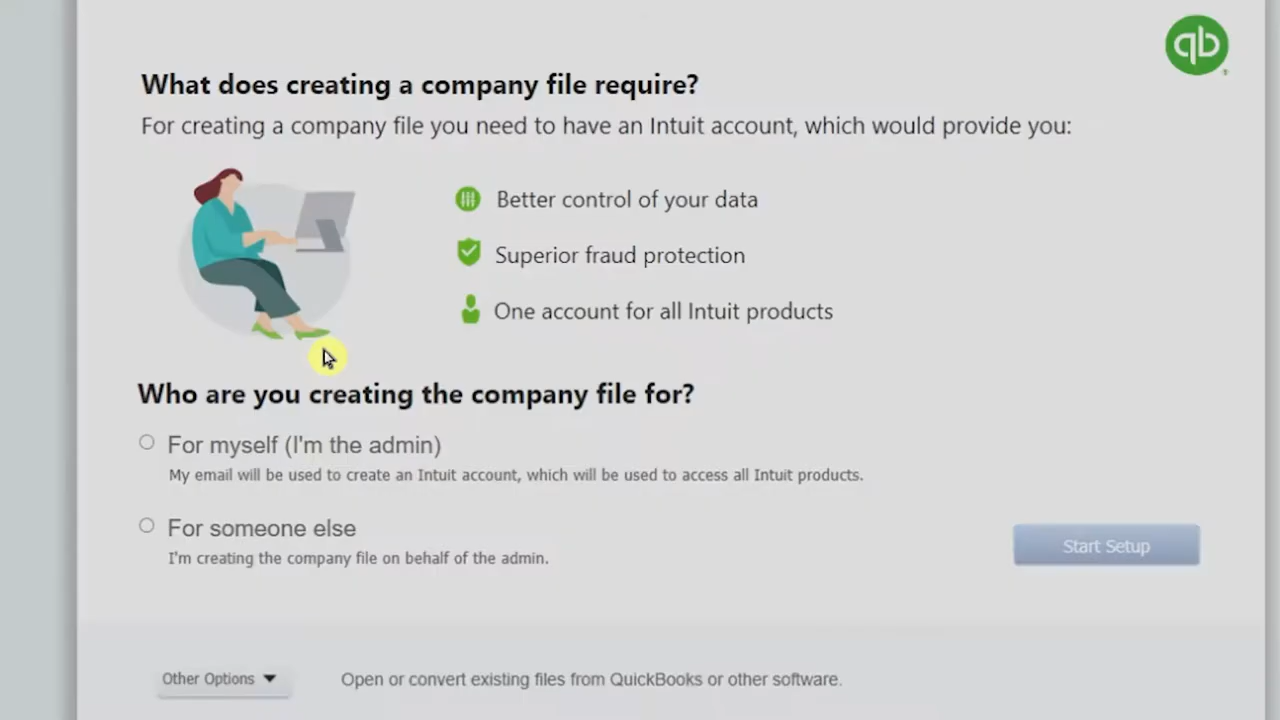 qb
What does creating a company file require?
For creating a company file you need to have an Intuit account, which would provide you:
Better control of your data
Superior fraud protection
One account for all Intuit products
Who are you creating the company file for?
For myself (I'm the admin)
My email will be used to create an Intuit account, which will be used to access all Intuit products.
For someone else
I'm creating the company file on behalf of the admin.
Start Setup
Other Options
Open or convert existing files from QuickBooks or other software.